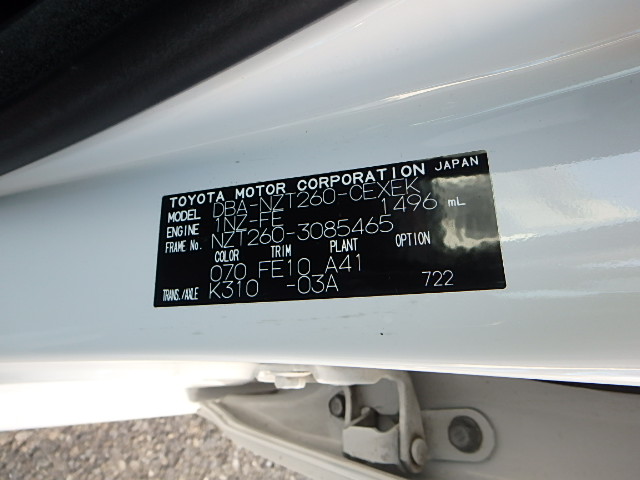 TOYOTA MOTOR CORPORATION JAPAN
MODEL DBA-NZT260-CEXEK
ENGINE 1NZ-FE 1496 mL
FRAME No. NZT260-3085465
COLOR TRIM PLANT OPTION
070 FE10 A41
TRANS./AXLE K310 -03A 722